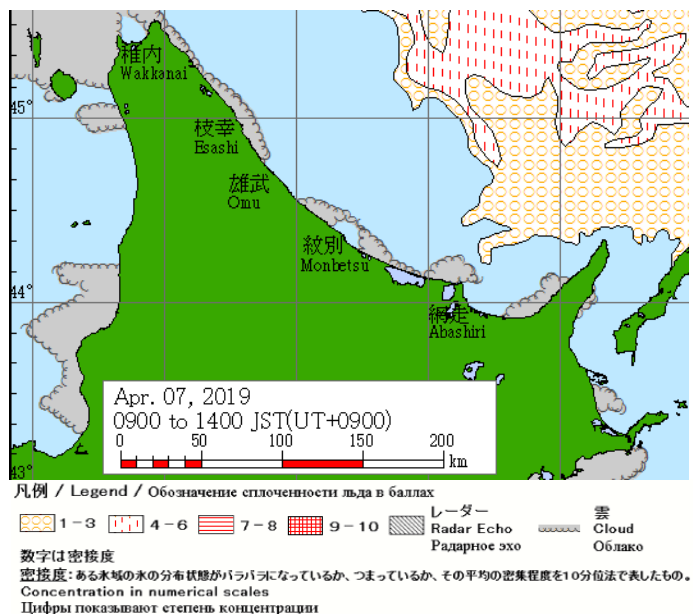 稚内
Wakkanai
45°
枝幸
Esashi
雄武
Omu
紋別
Monbetsu
44°
網走
Abashiri
Apr. 07, 2019
0900 to 1400 JST(UT+0900)
0 50 100 150 200
km
43°
凡例 / Legend / Обозначение сплоченности льда в баллах
1-3 4-6 7-8 9-10 レーダー 雲
Radar Echo Cloud
Радарное эхо Облако
数字は密接度
密接度:ある氷域の氷の分布状態がバラバラになっているか、つまっているか、その平均の密集程度を10分位法で表したもの。
Concentration in numerical scales
Цифры показывают степень концентрации